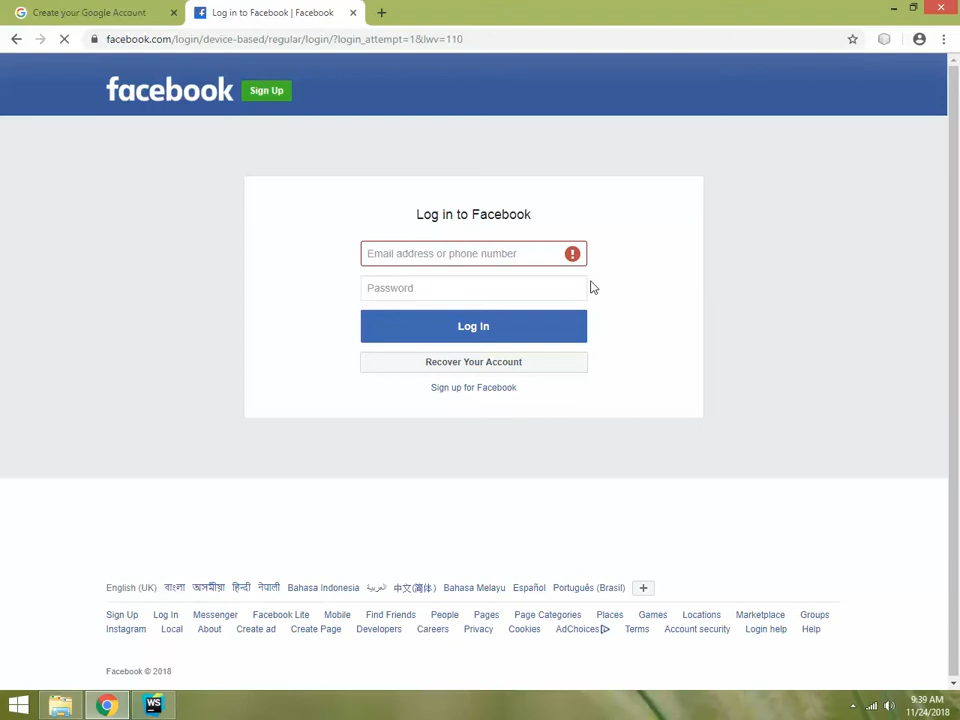 Create your Google Account
Log in to Facebook | Facebook
facebook.com/login/device-based/regular/login/?login_attempt=1&lwv=110
facebook
Sign Up
Log in to Facebook
Email address or phone number
Password
Log In
Recover Your Account
Sign up for Facebook
English (UK) বাংলা অসমীয়া हिन्दी नेपाली Bahasa Indonesia العربية 中文(简体) Bahasa Melayu Español Português (Brasil)
Sign Up Log In Messenger Facebook Lite Mobile Find Friends People Pages Page Categories Places Games Locations Marketplace Groups
Instagram Local About Create ad Create Page Developers Careers Privacy Cookies AdChoices Terms Account security Login help Help
Facebook © 2018
WS
9:39 AM
11/24/2018